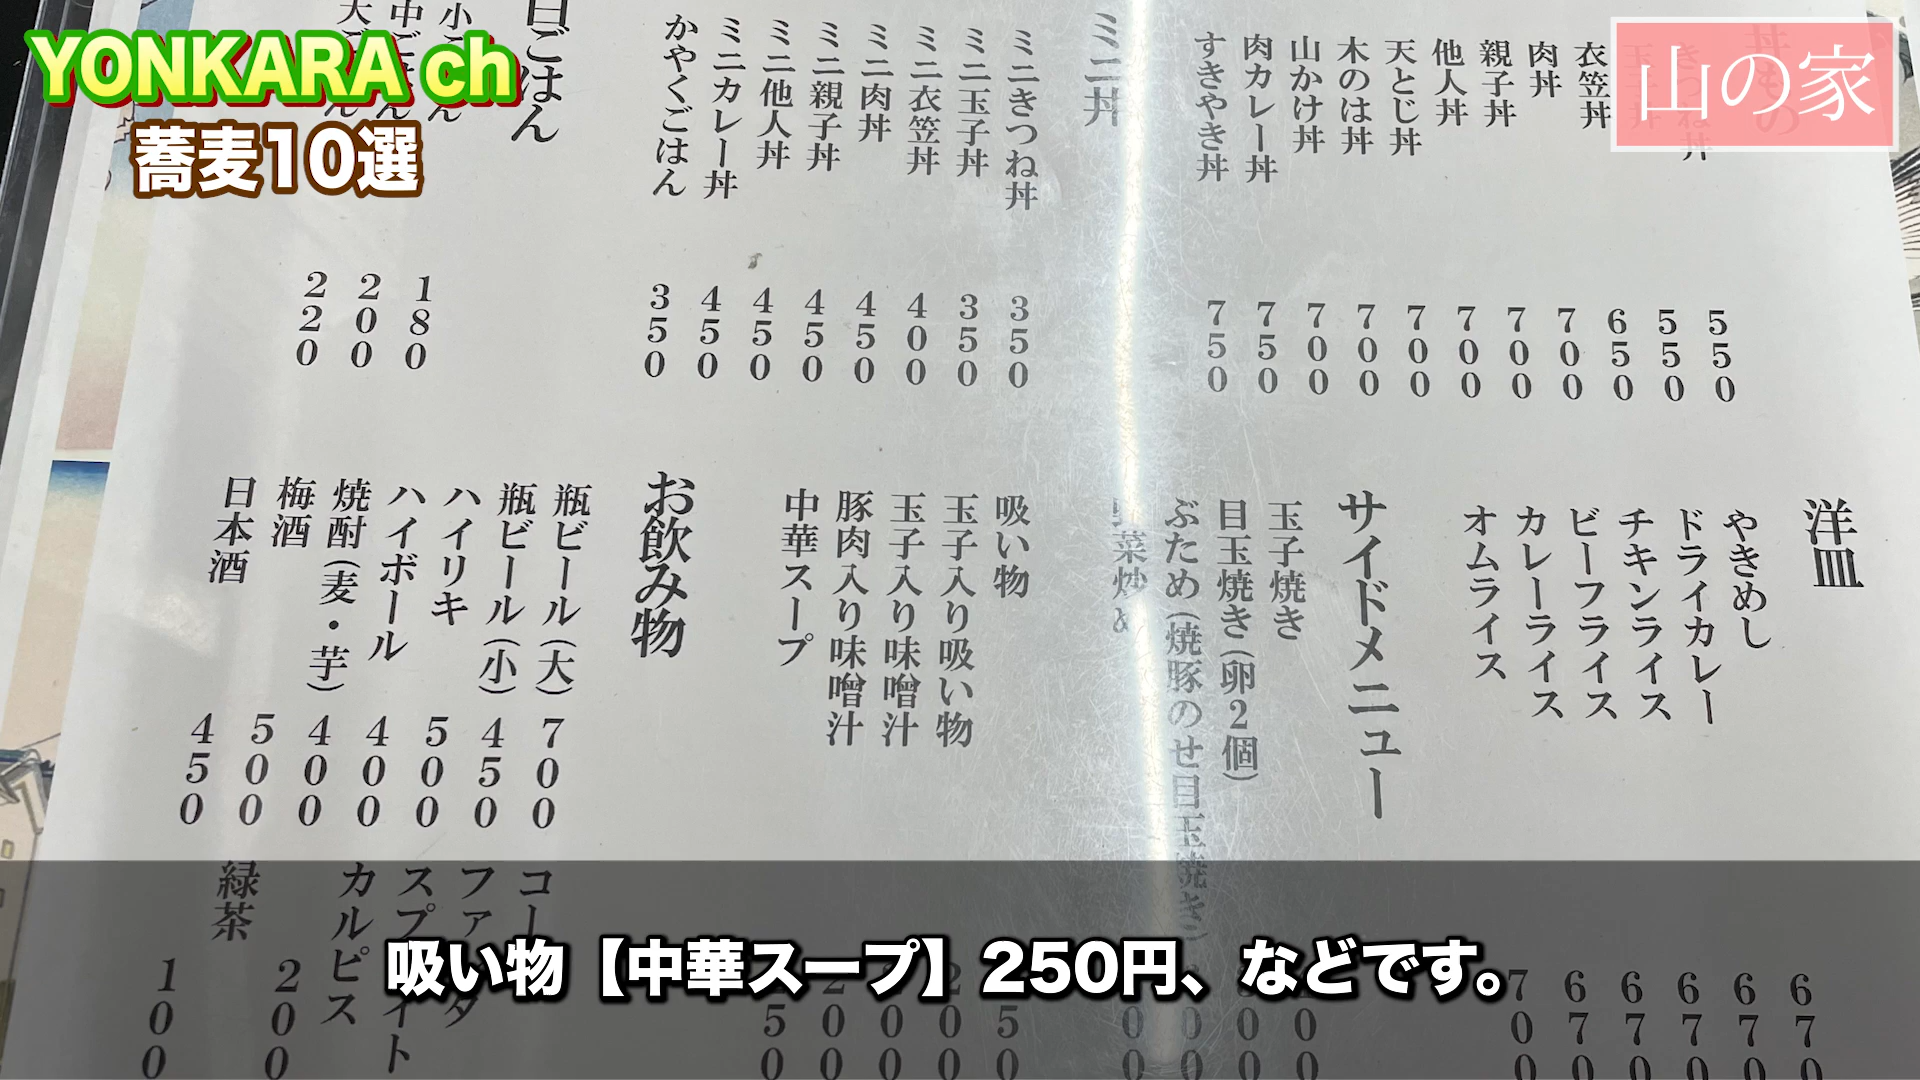 YONKARA ch
蕎麦10選
山の家
衣笠丼
肉丼
親子丼
他人丼
天とじ丼
木のは丼
山かけ丼
肉カレー丼
すきやき丼
550
550
650
700
700
700
700
700
700
750
750
ミニ丼
ミニきつね丼
ミニ玉子丼
ミニ衣笠丼
ミニ肉丼
ミニ親子丼
ミニ他人丼
ミニカレー丼
かやくごはん
350
350
400
450
450
450
450
350
180
200
220
洋皿
やきめし
ドライカレー
チキンライス
ビーフライス
カレーライス
オムライス
670
670
670
670
670
700
サイドメニュー
玉子焼き
目玉焼き(卵2個)
ぶため(焼豚のせ目玉焼き)
菜炒め
吸い物
玉子入り吸い物
玉子入り味噌汁
豚肉入り味噌汁
中華スープ
お飲み物
瓶ビール(大) 700
瓶ビール(小) 450
ハイリキ 500
ハイボール 400
焼酎(麦・芋) 400
梅酒 500
日本酒 450
カルピス
200
緑茶
100
吸い物【中華スープ】250円、などです。